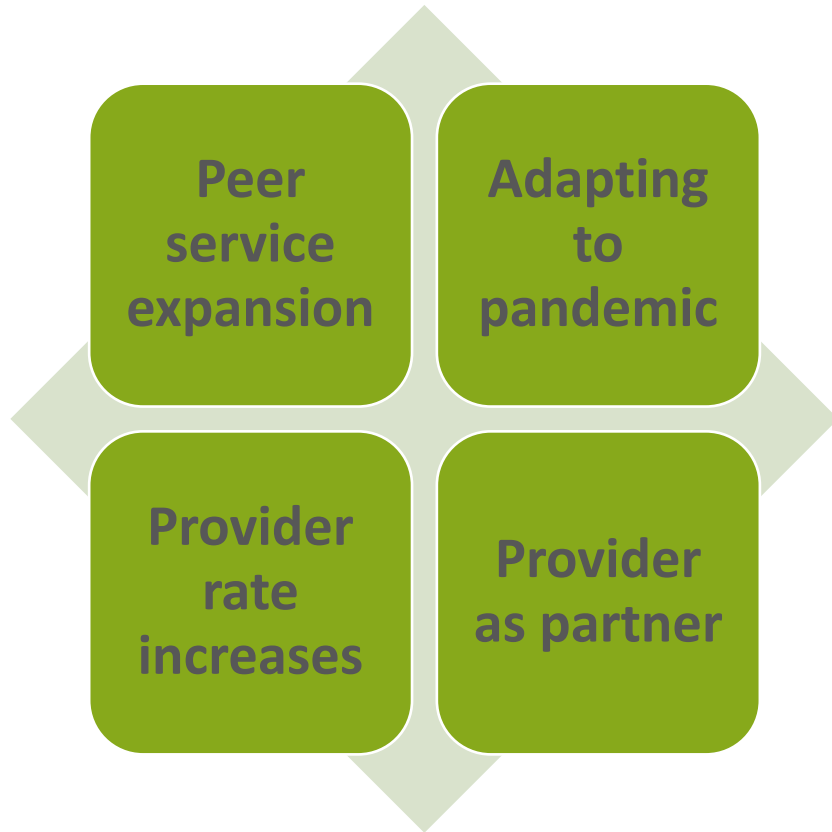 Peer
service
expansion
Adapting
to
pandemic
Provider
rate
increases
Provider
as partner